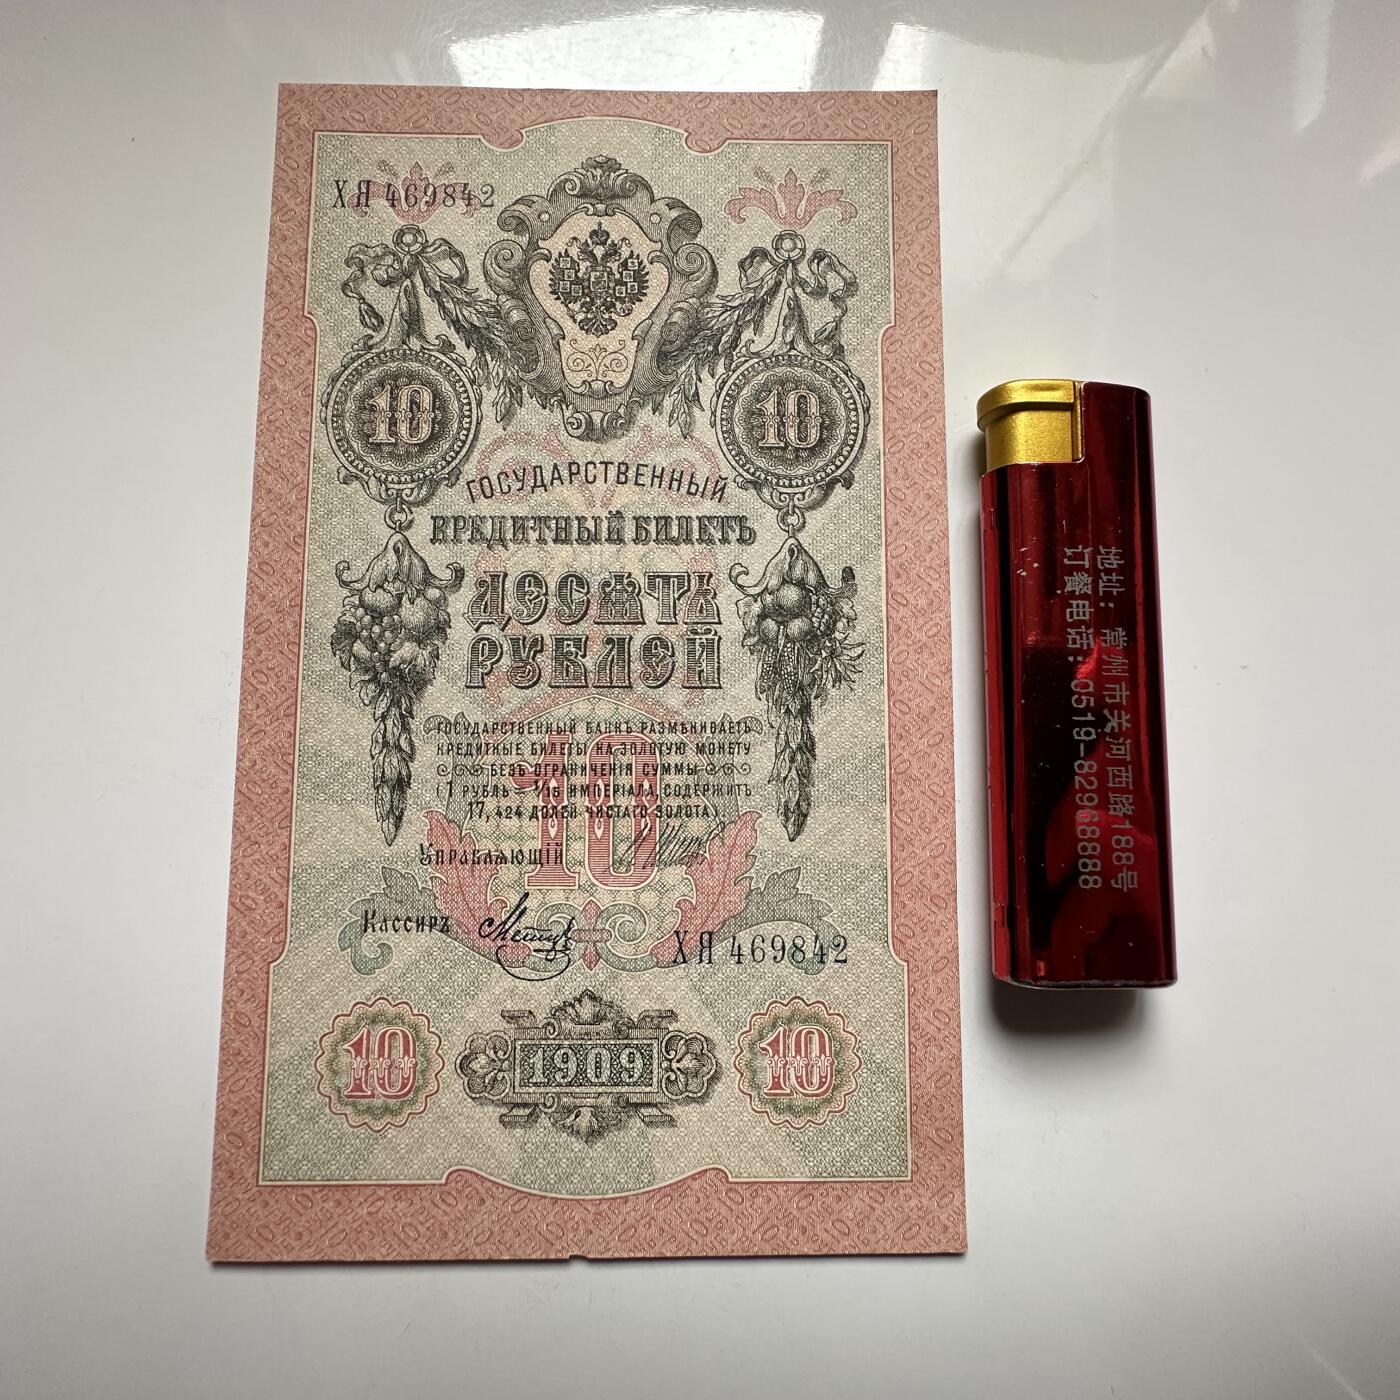 ХЯ 469842
10 10
ГОСУДАРСТВЕННЫЙ
КРЕДИТНЫЙ БИЛЕТЪ
ДЕСЯТЬ
РУБЛЕЙ
ГОСУДАРСТВЕННЫЙ БАНКЪ РАЗМѢНИВАЕТЪ
КРЕДИТНЫЕ БИЛЕТЫ НА ЗОЛОТУЮ МОНЕТУ
БЕЗЪ ОГРАНИЧЕНІЯ СУММЫ
(1 РУБЛЬ = 1/15 ИМПЕРІАЛА, СОДЕРЖИТЪ
17,424 ДОЛЕЙ ЧИСТАГО ЗОЛОТА).
10
УПРАВЛЯЮЩІЙ
КАССИРЪ
ХЯ 469842
10 1909 10
地址：常州市关河西路188号
订餐电话：0519-82968888